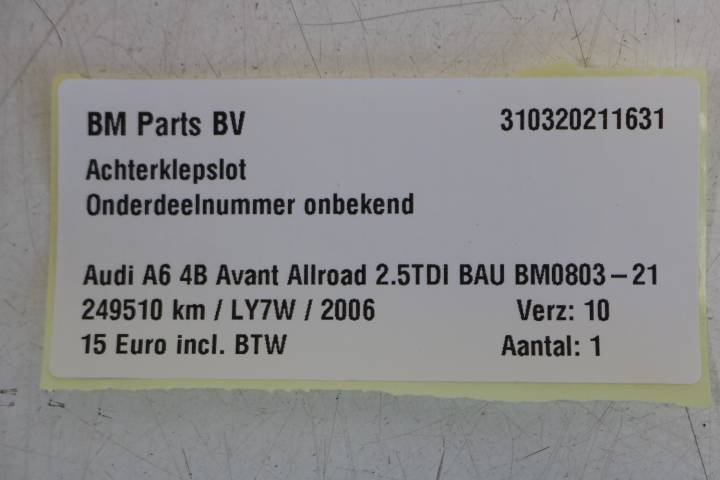 BM Parts BV 310320211631
Achterklepslot
Onderdeelnummer onbekend
Audi A6 4B Avant Allroad 2.5TDI BAU BM0803-21
249510 km / LY7W / 2006 Verz: 10
15 Euro incl. BTW Aantal: 1